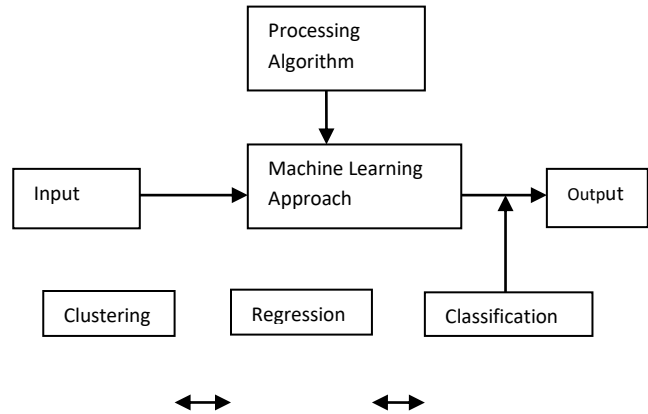 Processing
Algorithm
Machine Learning
Approach
Input
Output
Clustering
Regression
Classification